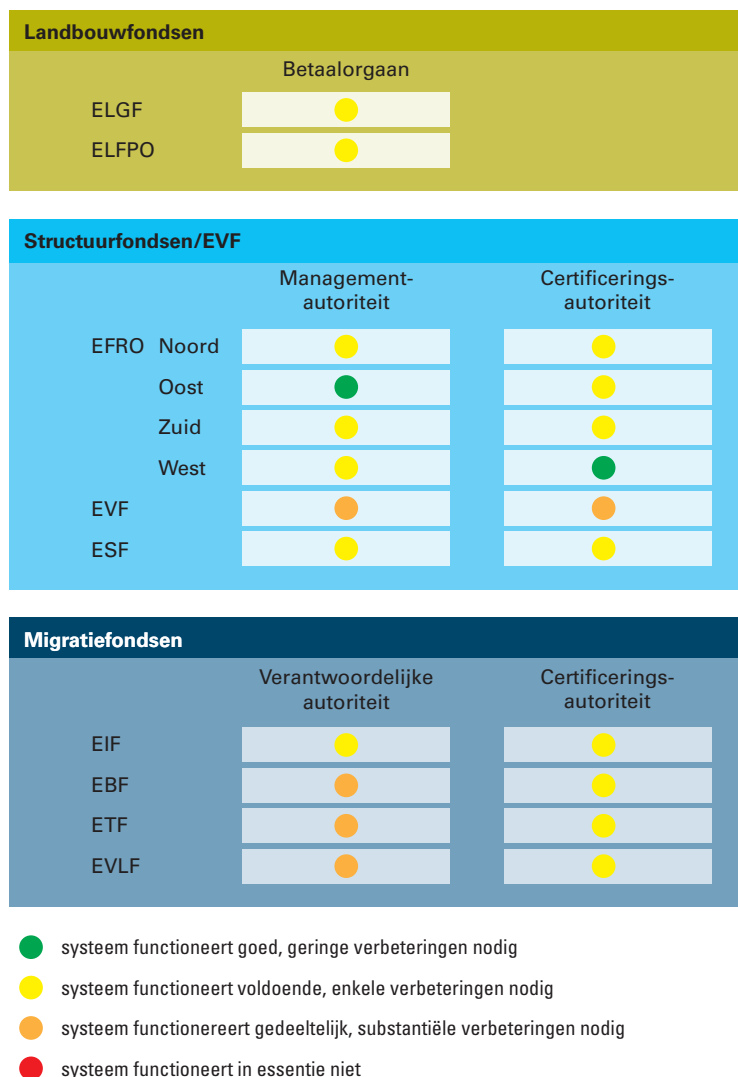 Landbouwfondsen
Betaalorgaan
ELGF
ELFPO
Structuurfondsen/EVF
Management-
autoriteit
Certificerings-
autoriteit
EFRO Noord
Oost
Zuid
West
EVF
ESF
Migratiefondsen
Verantwoordelijke
autoriteit
Certificerings-
autoriteit
EIF
EBF
ETF
EVLF
systeem functioneert goed, geringe verbeteringen nodig
systeem functioneert voldoende, enkele verbeteringen nodig
systeem functionereert gedeeltelijk, substantiële verbeteringen nodig
systeem functioneert in essentie niet